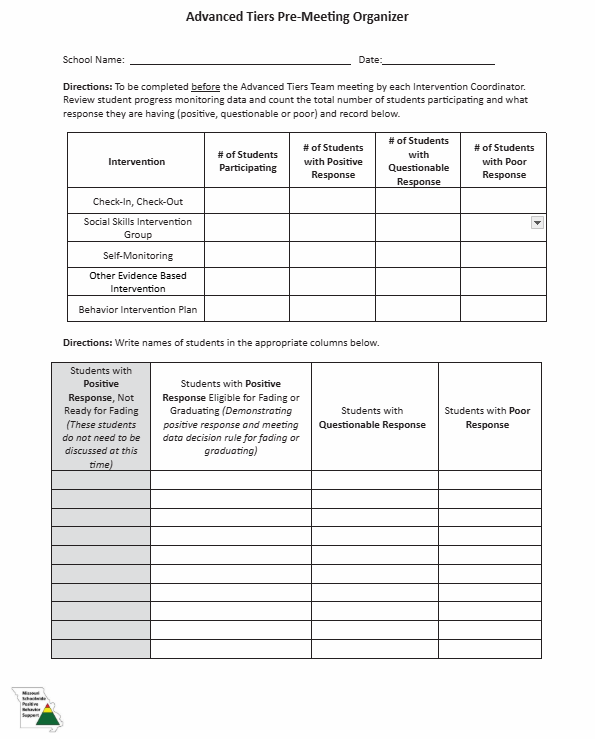 Advanced Tiers Pre-Meeting Organizer
School Name: Date:
Directions: To be completed before the Advanced Tiers Team meeting by each Intervention Coordinator.
Review student progress monitoring data and count the total number of students participating and what
response they are having (positive, questionable or poor) and record below.
Intervention
# of Students
Participating
# of Students
with Positive
Response
# of Students
with
Questionable
Response
# of Students
with Poor
Response
Check-In, Check-Out
Social Skills Intervention
Group
Self-Monitoring
Other Evidence Based
Intervention
Behavior Intervention Plan
Directions: Write names of students in the appropriate columns below.
Students with
Positive
Response, Not
Ready for Fading
(These students
do not need to be
discussed at this
time)
Students with Positive
Response Eligible for Fading or
Graduating (Demonstrating
positive response and meeting
data decision rule for fading or
graduating)
Students with
Questionable Response
Students with Poor
Response
Missouri
Schoolwide
Positive
Behavior
Support